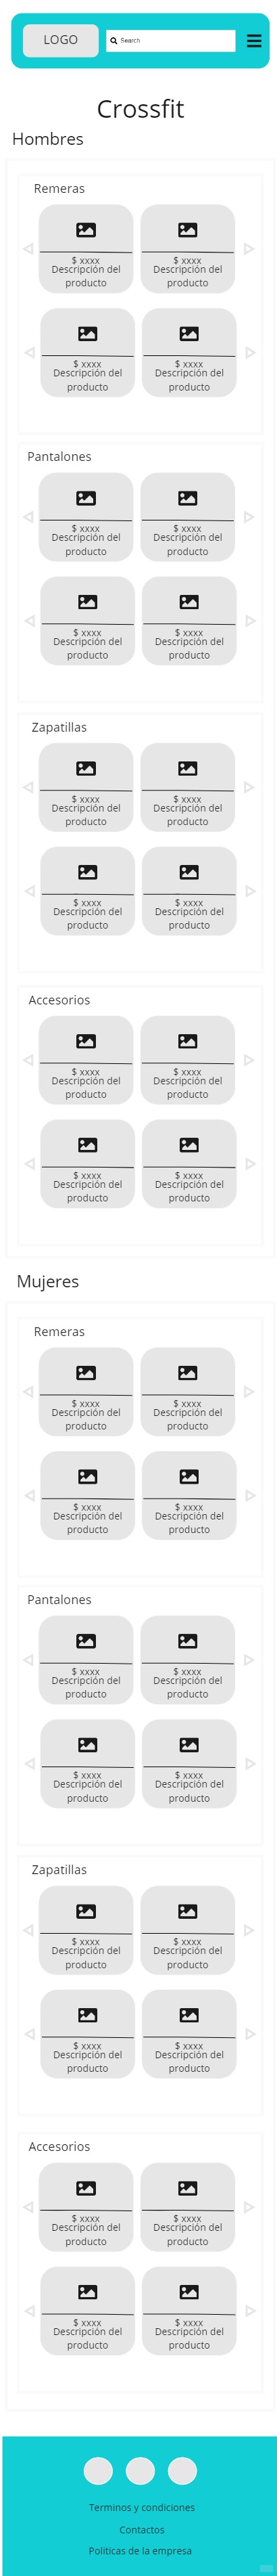 LOGO
Search
Crossfit
Hombres
Remeras
$ xxxx $ xxxx
Descripción del Descripción del
producto producto
$ xxxx $ xxxx
Descripción del Descripción del
producto producto
Pantalones
$ xxxx $ xxxx
Descripción del Descripción del
producto producto
$ xxxx $ xxxx
Descripción del Descripción del
producto producto
Zapatillas
$ xxxx $ xxxx
Descripción del Descripción del
producto producto
$ xxxx $ xxxx
Descripción del Descripción del
producto producto
Accesorios
$ xxxx $ xxxx
Descripción del Descripción del
producto producto
$ xxxx $ xxxx
Descripción del Descripción del
producto producto
Mujeres
Remeras
$ xxxx $ xxxx
Descripción del Descripción del
producto producto
$ xxxx $ xxxx
Descripción del Descripción del
producto producto
Pantalones
$ xxxx $ xxxx
Descripción del Descripción del
producto producto
$ xxxx $ xxxx
Descripción del Descripción del
producto producto
Zapatillas
$ xxxx $ xxxx
Descripción del Descripción del
producto producto
$ xxxx $ xxxx
Descripción del Descripción del
producto producto
Accesorios
$ xxxx $ xxxx
Descripción del Descripción del
producto producto
$ xxxx $ xxxx
Descripción del Descripción del
producto producto
Terminos y condiciones
Contactos
Politicas de la empresa